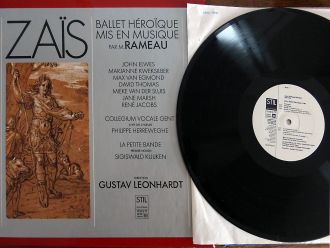 ZAÏS
BALLET HÉROÏQUE
MIS EN MUSIQUE
PAR M. RAMEAU
JOHN ELWES
MARJANNE KWEKSILBER
MAX VAN EGMOND
DAVID THOMAS
MIEKE VAN DER SLUIS
JANE MARSH
RENÉ JACOBS
COLLEGIUM VOCALE GENT
PHILIPPE HERREWEGHE
LA PETITE BANDE
SIGISWALD KUIJKEN
GUSTAV LEONHARDT
STIL
STIL